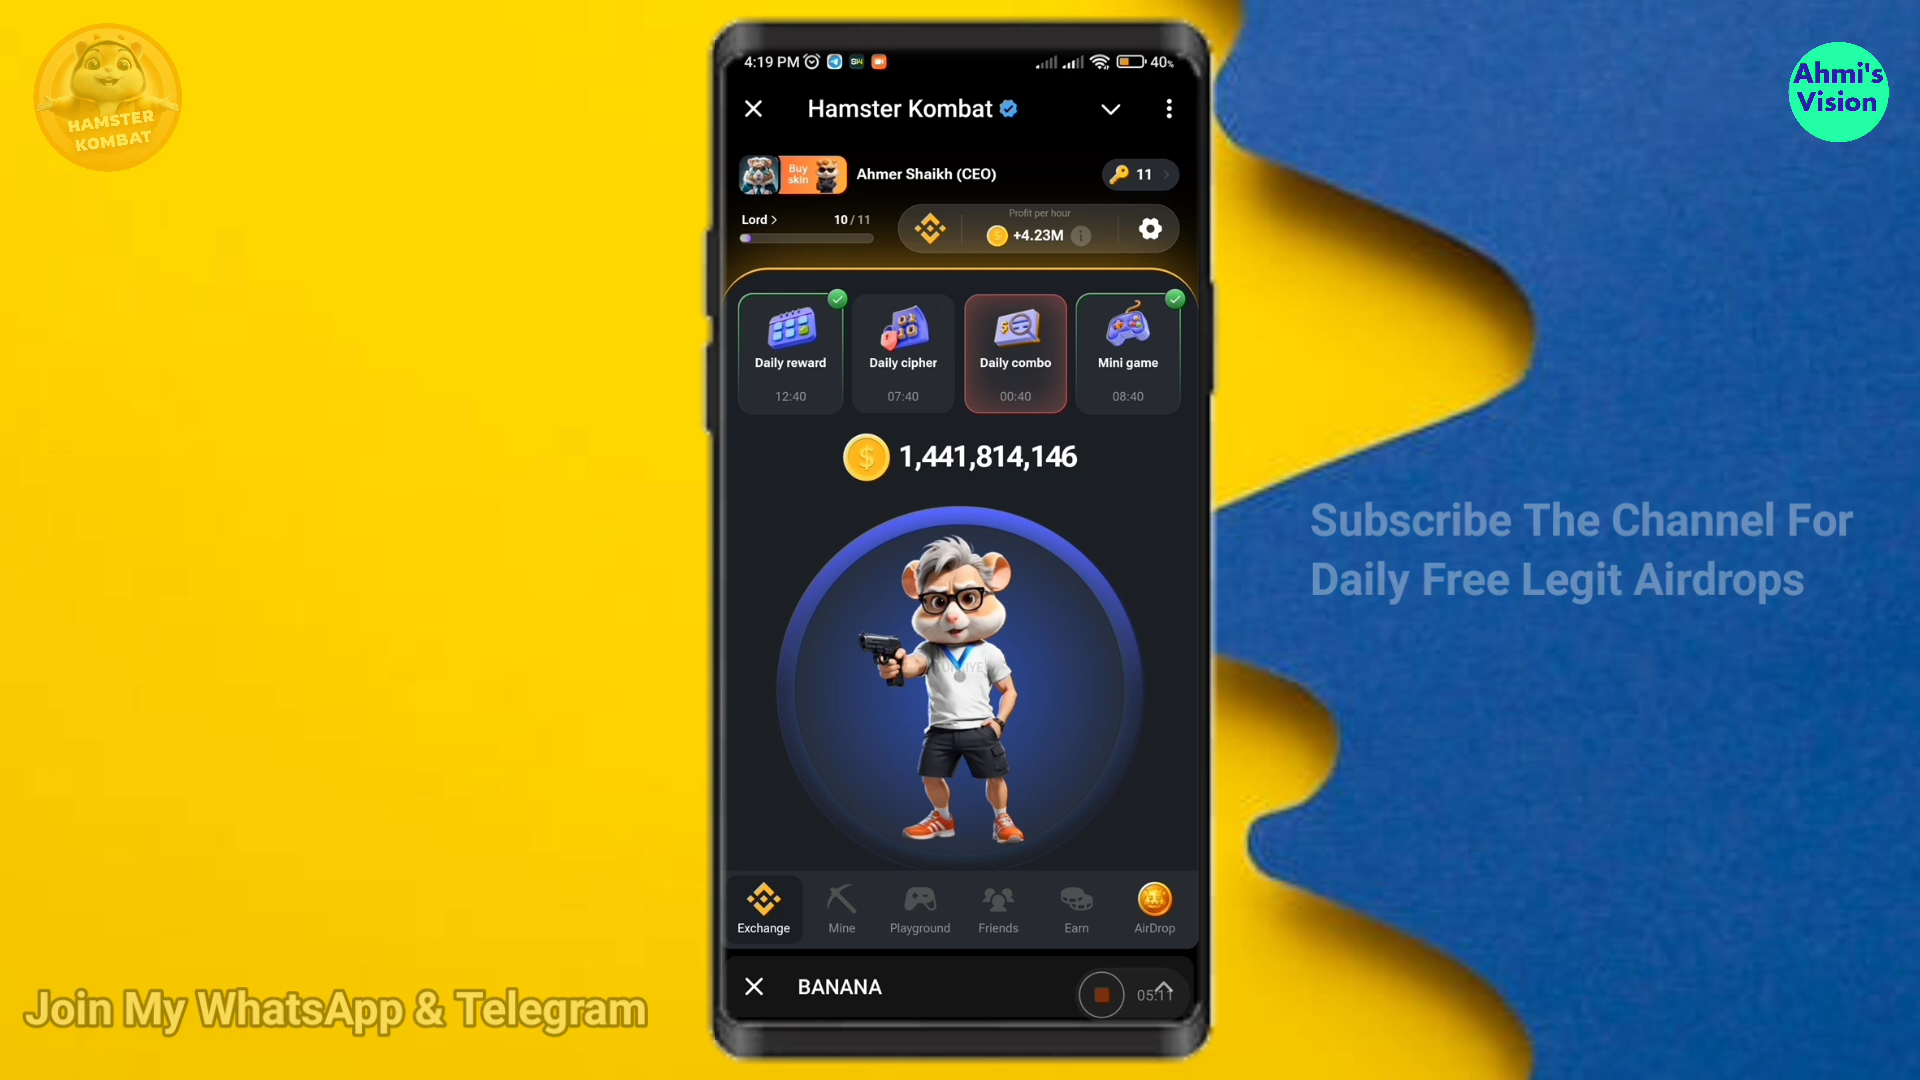 HAMSTER
KOMBAT
Ahmi's
Vision
4:19 PM
40%
Hamster Kombat
Buy
skin
Ahmer Shaikh (CEO)
11
Lord >
10 / 11
Profit per hour
+4.23M
Daily reward
12:40
Daily cipher
07:40
Daily combo
00:40
Mini game
08:40
1,441,814,146
Subscribe The Channel For
Daily Free Legit Airdrops
Exchange
Mine
Playground
Friends
Earn
AirDrop
BANANA
05:11
Join My WhatsApp & Telegram